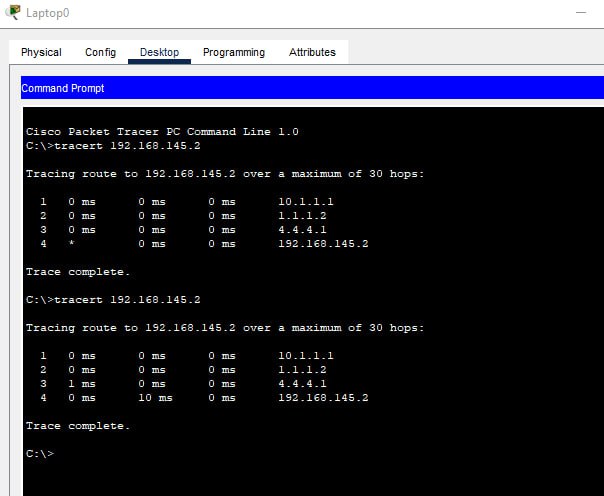 Laptop0
Physical Config Desktop Programming Attributes
Command Prompt
Cisco Packet Tracer PC Command Line 1.0
C:\>tracert 192.168.145.2
Tracing route to 192.168.145.2 over a maximum of 30 hops:
1 0 ms 0 ms 0 ms 10.1.1.1
2 0 ms 0 ms 0 ms 1.1.1.2
3 0 ms 0 ms 0 ms 4.4.4.1
4 * 0 ms 0 ms 192.168.145.2
Trace complete.
C:\>tracert 192.168.145.2
Tracing route to 192.168.145.2 over a maximum of 30 hops:
1 0 ms 0 ms 0 ms 10.1.1.1
2 0 ms 0 ms 0 ms 1.1.1.2
3 1 ms 0 ms 0 ms 4.4.4.1
4 0 ms 10 ms 0 ms 192.168.145.2
Trace complete.
C:\>